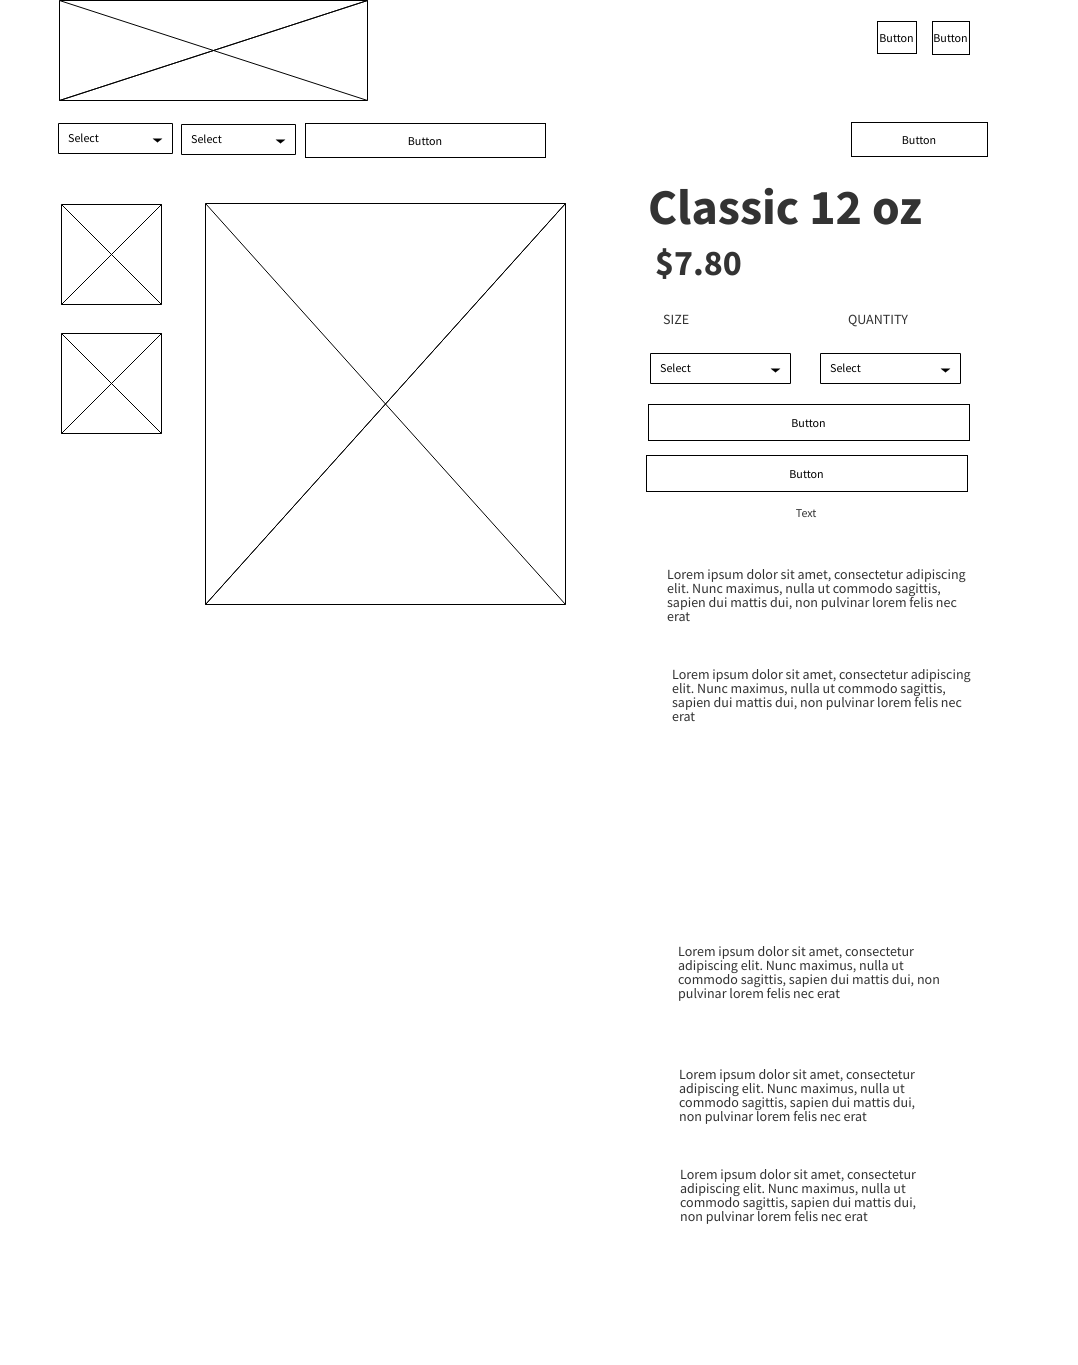 Button
Button
Select
Select
Button
Button
Classic 12 oz
$7.80
SIZE
QUANTITY
Select
Select
Button
Button
Text
Lorem ipsum dolor sit amet, consectetur adipiscing
elit. Nunc maximus, nulla ut commodo sagittis,
sapien dui mattis dui, non pulvinar lorem felis nec
erat
Lorem ipsum dolor sit amet, consectetur adipiscing
elit. Nunc maximus, nulla ut commodo sagittis,
sapien dui mattis dui, non pulvinar lorem felis nec
erat
Lorem ipsum dolor sit amet, consectetur
adipiscing elit. Nunc maximus, nulla ut
commodo sagittis, sapien dui mattis dui, non
pulvinar lorem felis nec erat
Lorem ipsum dolor sit amet, consectetur
adipiscing elit. Nunc maximus, nulla ut
commodo sagittis, sapien dui mattis dui,
non pulvinar lorem felis nec erat
Lorem ipsum dolor sit amet, consectetur
adipiscing elit. Nunc maximus, nulla ut
commodo sagittis, sapien dui mattis dui,
non pulvinar lorem felis nec erat